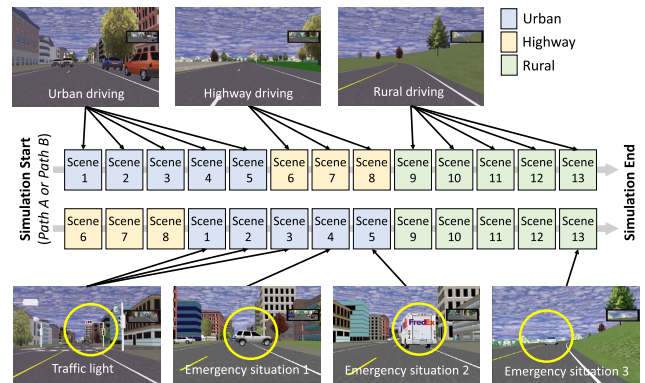 Urban
Highway
Rural
Urban driving
Highway driving
Rural driving
Simulation Start
(Path A or Path B)
Scene 1
Scene 2
Scene 3
Scene 4
Scene 5
Scene 6
Scene 7
Scene 8
Scene 9
Scene 10
Scene 11
Scene 12
Scene 13
Simulation End
Scene 6
Scene 7
Scene 8
Scene 1
Scene 2
Scene 3
Scene 4
Scene 5
Scene 9
Scene 10
Scene 11
Scene 12
Scene 13
FedEx
Traffic light
Emergency situation 1
Emergency situation 2
Emergency situation 3